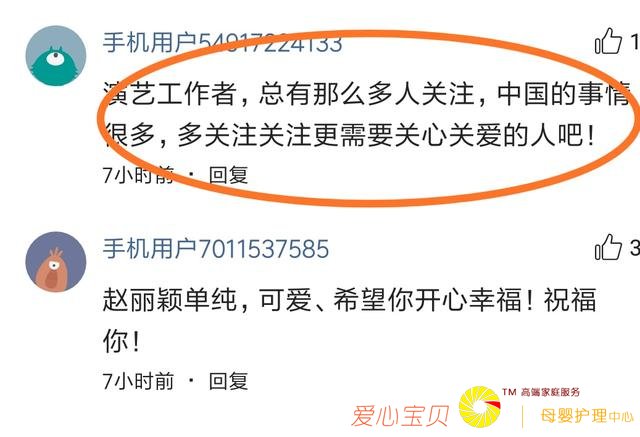 手机用户54917224133
1
演艺工作者，总有那么多人关注，中国的事情
很多，多关注关注更需要关心关爱的人吧！
7小时前 · 回复
手机用户7011537585
3
赵丽颖单纯，可爱、希望你开心幸福！祝福
你！
7小时前 · 回复
爱心宝贝
TM 高端家庭服务
母婴护理中心